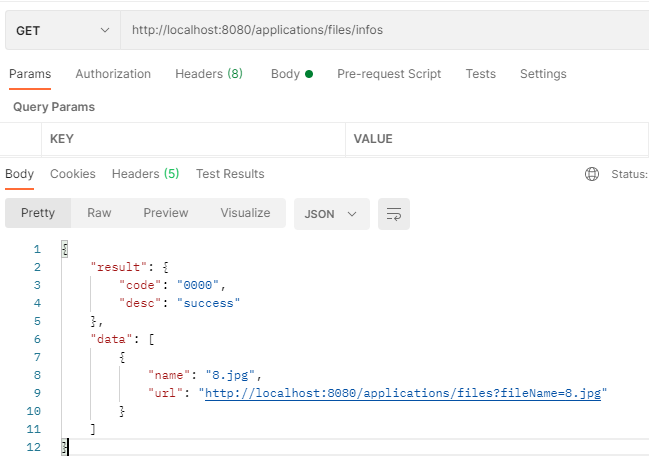 GET http://localhost:8080/applications/files/infos
Params Authorization Headers (8) Body Pre-request Script Tests Settings
Query Params
KEY VALUE
Body Cookies Headers (5) Test Results Status:
Pretty Raw Preview Visualize JSON
1 {
2 "result": {
3 "code": "0000",
4 "desc": "success"
5 },
6 "data": [
7 {
8 "name": "8.jpg",
9 "url": "http://localhost:8080/applications/files?fileName=8.jpg"
10 }
11 ]
12 }